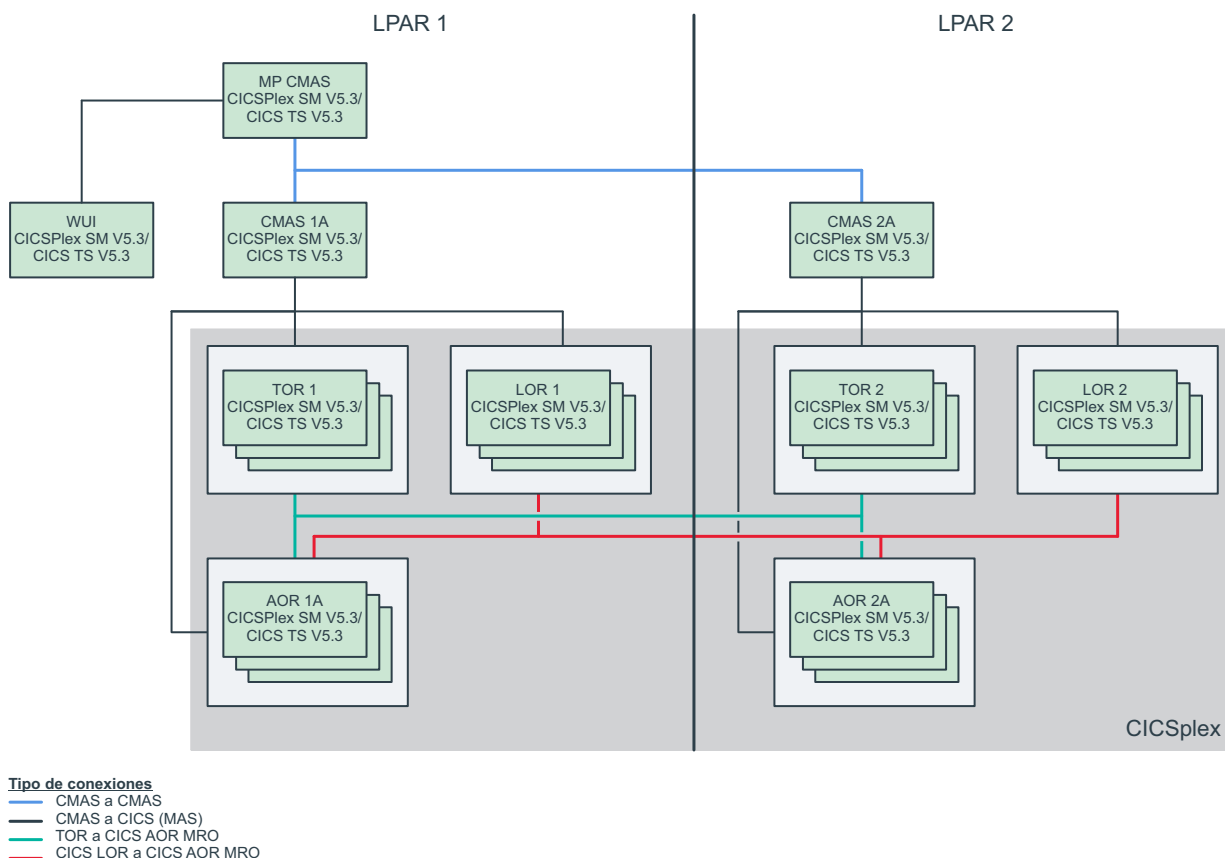 LPAR 1
LPAR 2
MP CMAS
CICSPlex SM V5.3/
CICS TS V5.3
WUI
CICSPlex SM V5.3/
CICS TS V5.3
CMAS 1A
CICSPlex SM V5.3/
CICS TS V5.3
CMAS 2A
CICSPlex SM V5.3/
CICS TS V5.3
TOR 1
CICSPlex SM V5.3/
CICS TS V5.3
LOR 1
CICSPlex SM V5.3/
CICS TS V5.3
TOR 2
CICSPlex SM V5.3/
CICS TS V5.3
LOR 2
CICSPlex SM V5.3/
CICS TS V5.3
AOR 1A
CICSPlex SM V5.3/
CICS TS V5.3
AOR 2A
CICSPlex SM V5.3/
CICS TS V5.3
CICSplex
Tipo de conexiones
CMAS a CMAS
CMAS a CICS (MAS)
TOR a CICS AOR MRO
CICS LOR a CICS AOR MRO